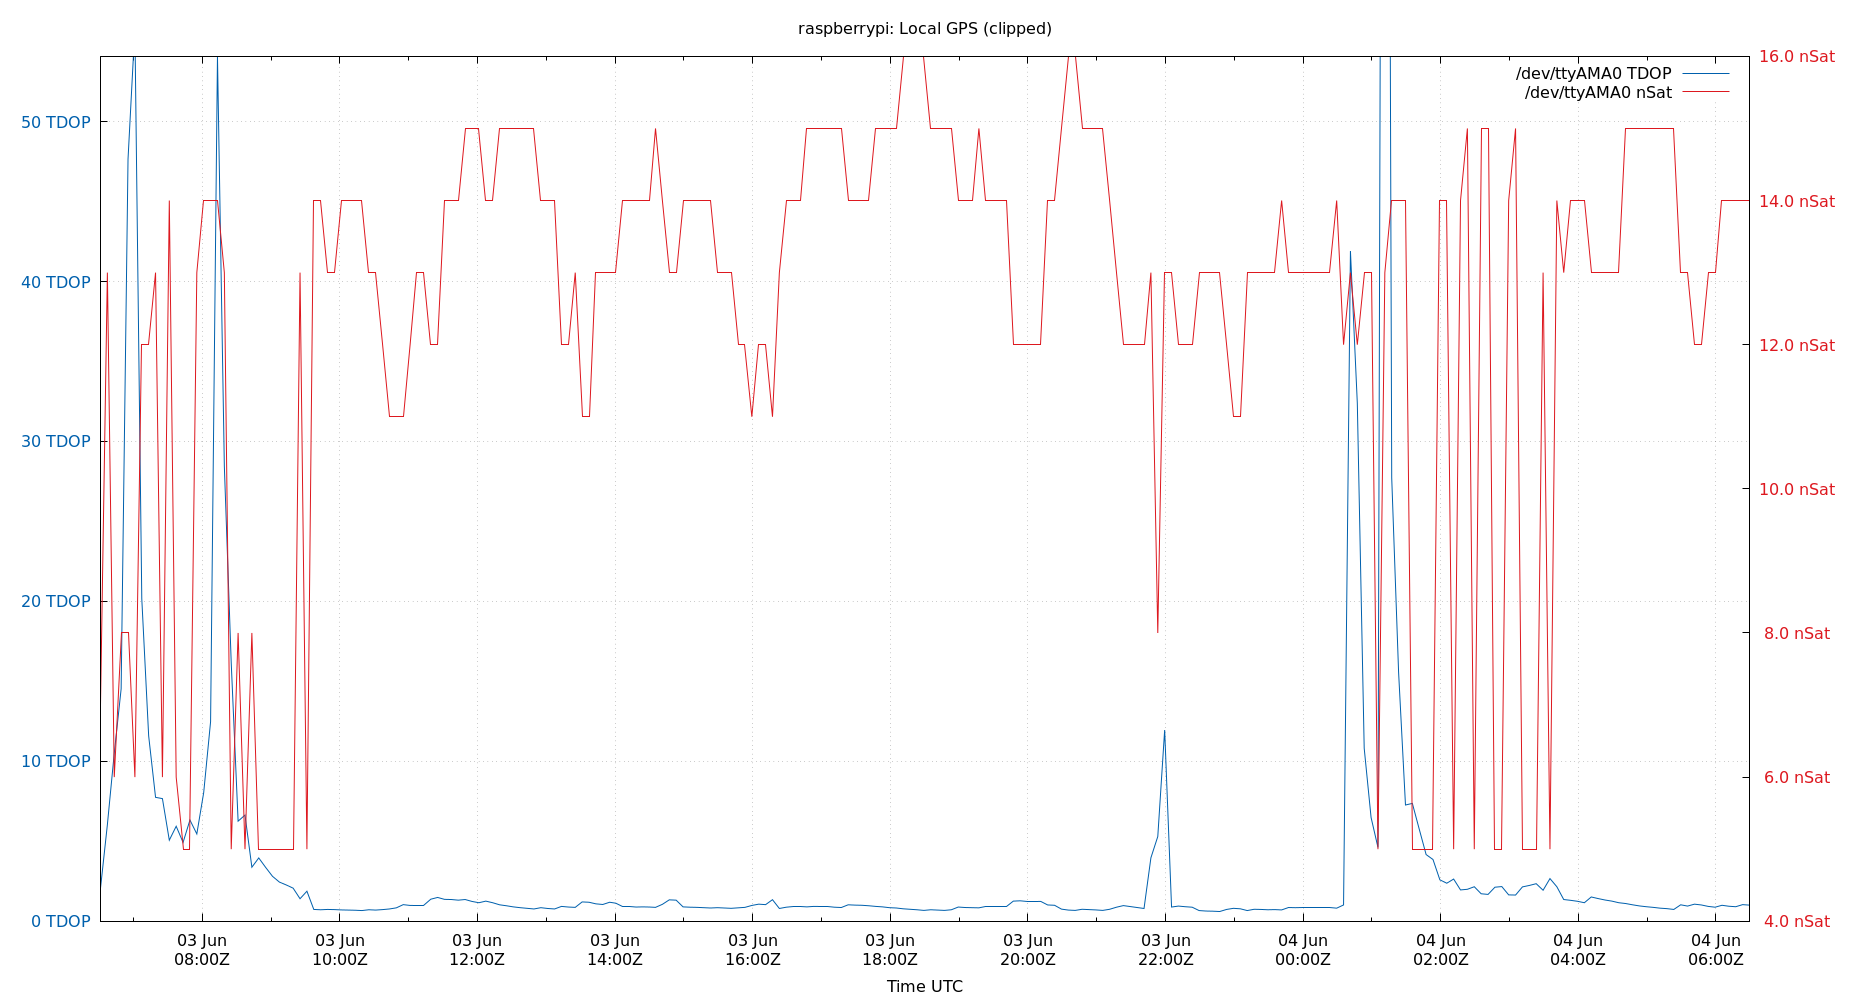 raspberrypi: Local GPS (clipped)
/dev/ttyAMA0 TDOP
/dev/ttyAMA0 nSat
50 TDOP
40 TDOP
30 TDOP
20 TDOP
10 TDOP
0 TDOP
16.0 nSat
14.0 nSat
12.0 nSat
10.0 nSat
8.0 nSat
6.0 nSat
4.0 nSat
03 Jun 03 Jun 03 Jun 03 Jun 03 Jun 03 Jun 03 Jun 03 Jun 04 Jun 04 Jun 04 Jun 04 Jun
08:00Z 10:00Z 12:00Z 14:00Z 16:00Z 18:00Z 20:00Z 22:00Z 00:00Z 02:00Z 04:00Z 06:00Z
Time UTC